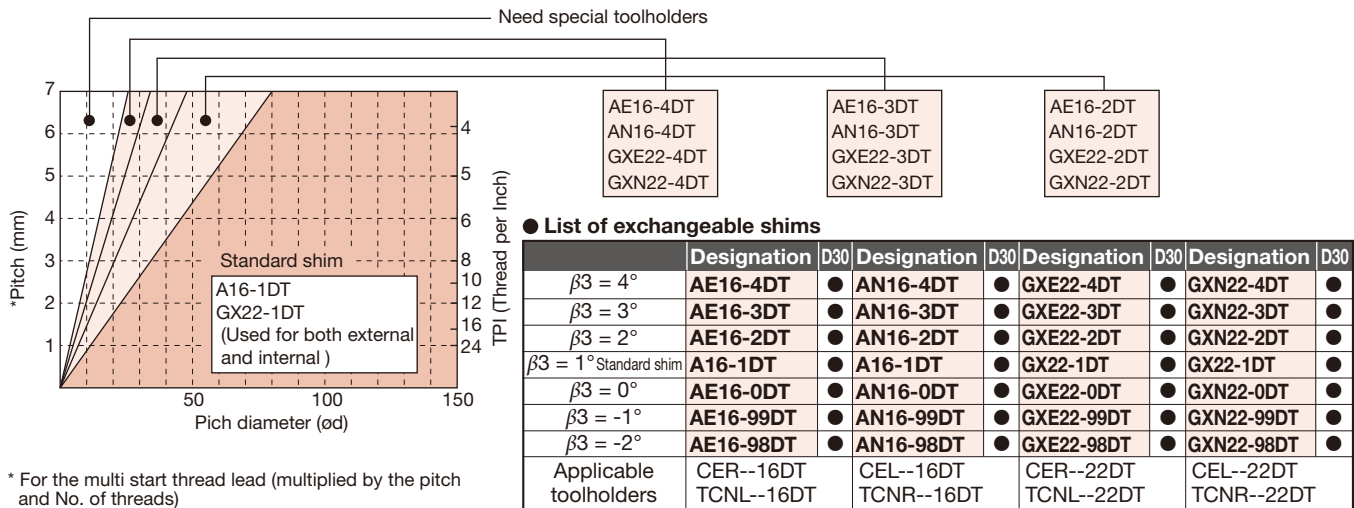 Need special toolholders
7
6
5
4
3
2
1
*Pitch (mm)
4
5
6
8
10
12
16
24
TPI (Thread per Inch)
Standard shim
A16-1DT
GX22-1DT
(Used for both external
and internal )
50
100
150
Pich diameter (ød)
* For the multi start thread lead (multiplied by the pitch
and No. of threads)
AE16-4DT
AN16-4DT
GXE22-4DT
GXN22-4DT
AE16-3DT
AN16-3DT
GXE22-3DT
GXN22-3DT
AE16-2DT
AN16-2DT
GXE22-2DT
GXN22-2DT
● List of exchangeable shims
Designation D30 Designation D30 Designation D30 Designation D30
β3 = 4° AE16-4DT ● AN16-4DT ● GXE22-4DT ● GXN22-4DT ●
β3 = 3° AE16-3DT ● AN16-3DT ● GXE22-3DT ● GXN22-3DT ●
β3 = 2° AE16-2DT ● AN16-2DT ● GXE22-2DT ● GXN22-2DT ●
β3 = 1° Standard shim A16-1DT ● A16-1DT ● GX22-1DT ● GX22-1DT ●
β3 = 0° AE16-0DT ● AN16-0DT ● GXE22-0DT ● GXN22-0DT ●
β3 = -1° AE16-99DT ● AN16-99DT ● GXE22-99DT ● GXN22-99DT ●
β3 = -2° AE16-98DT ● AN16-98DT ● GXE22-98DT ● GXN22-98DT ●
Applicable CER--16DT CEL--16DT CER--22DT CEL--22DT
toolholders TCNL--16DT TCNR--16DT TCNL--22DT TCNR--22DT